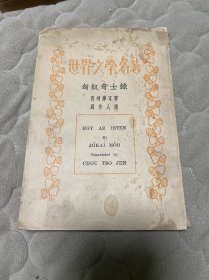 世界文學名著
匈奴奇士錄
育珂摩耳著
周作人譯
EGY AZ ISTEN
By
JÓKAI MÓR
Translated by
CHOU TSO JEN